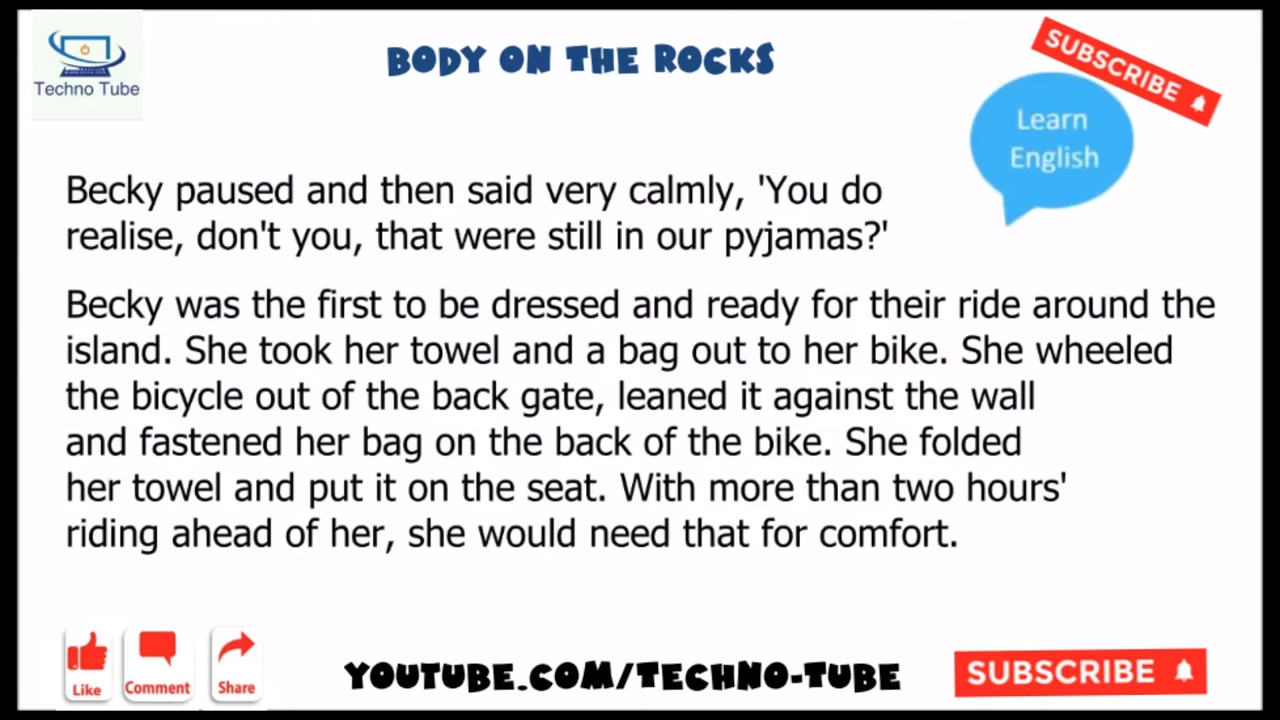 BODY ON THE ROCKS
Techno Tube
SUBSCRIBE
Learn
English
Becky paused and then said very calmly, 'You do
realise, don't you, that were still in our pyjamas?'
Becky was the first to be dressed and ready for their ride around the
island. She took her towel and a bag out to her bike. She wheeled
the bicycle out of the back gate, leaned it against the wall
and fastened her bag on the back of the bike. She folded
her towel and put it on the seat. With more than two hours'
riding ahead of her, she would need that for comfort.
Like
Comment
Share
YOUTUBE.COM/TECHNO-TUBE
SUBSCRIBE